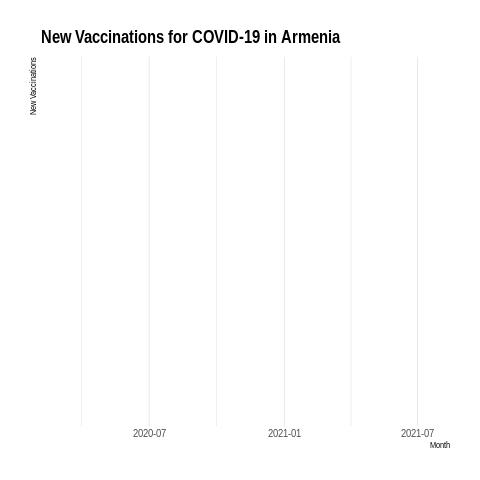 New Vaccinations for COVID-19 in Armenia
New Vaccinations
2020-07
2021-01
2021-07
Month